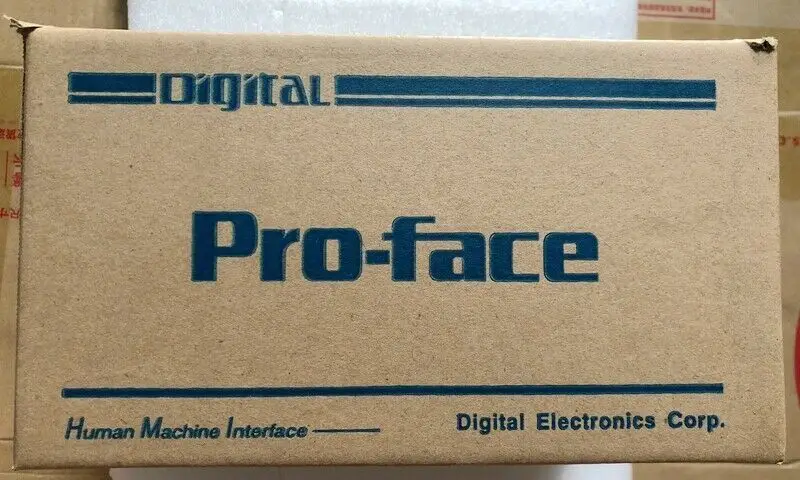 Digital
Pro-face
Human Machine Interface
Digital Electronics Corp.